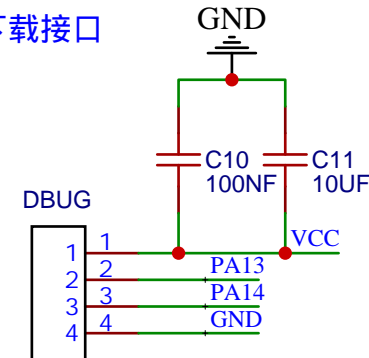 GND
下载接口
C10
100NF
C11
10UF
DBUG
1 1 VCC
2 2 PA13
3 3 PA14
4 4 GND